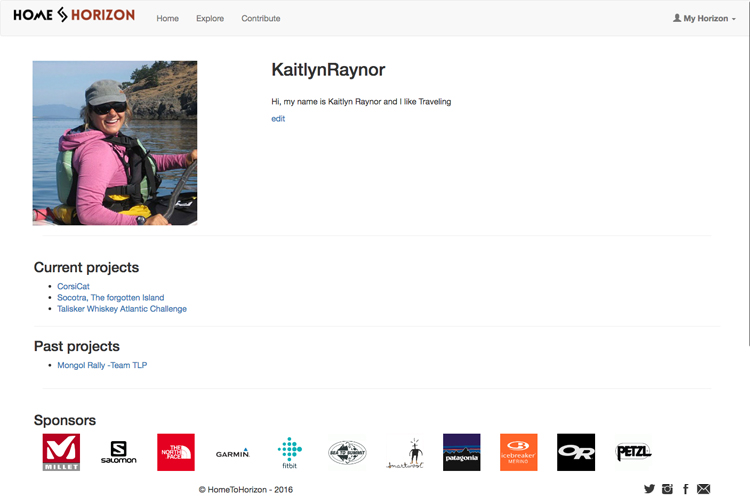 HOME HORIZON
Home
Explore
Contribute
My Horizon
KaitlynRaynor
Hi, my name is Kaitlyn Raynor and I like Traveling
edit
Current projects
CorsiCat
Socotra, The forgotten Island
Talisker Whiskey Atlantic Challenge
Past projects
Mongol Rally -Team TLP
Sponsors
MILLET
SALOMON
THE NORTH FACE
GARMIN
fitbit
SEA TO SUMMIT
smartwool
patagonia
icebreaker
MERINO
OR
PETZL
© HomeToHorizon - 2016